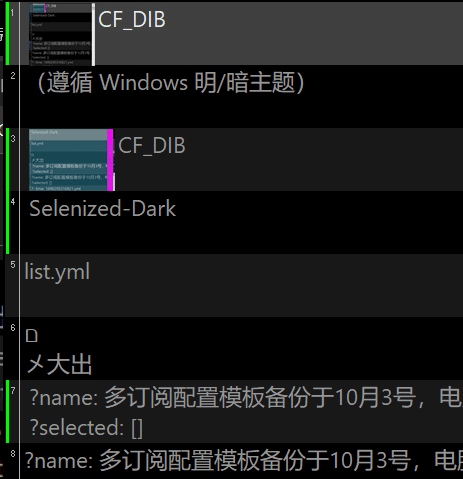 1 CF_DIB
2 （遵循 Windows 明/暗主题）
3 CF_DIB
4 Selenized-Dark
5 list.yml
6
メ大出
7 ?name: 多订阅配置模板备份于10月3号，电
?selected: []
8 ?name: 多订阅配置模板备份于10月3号，电脑